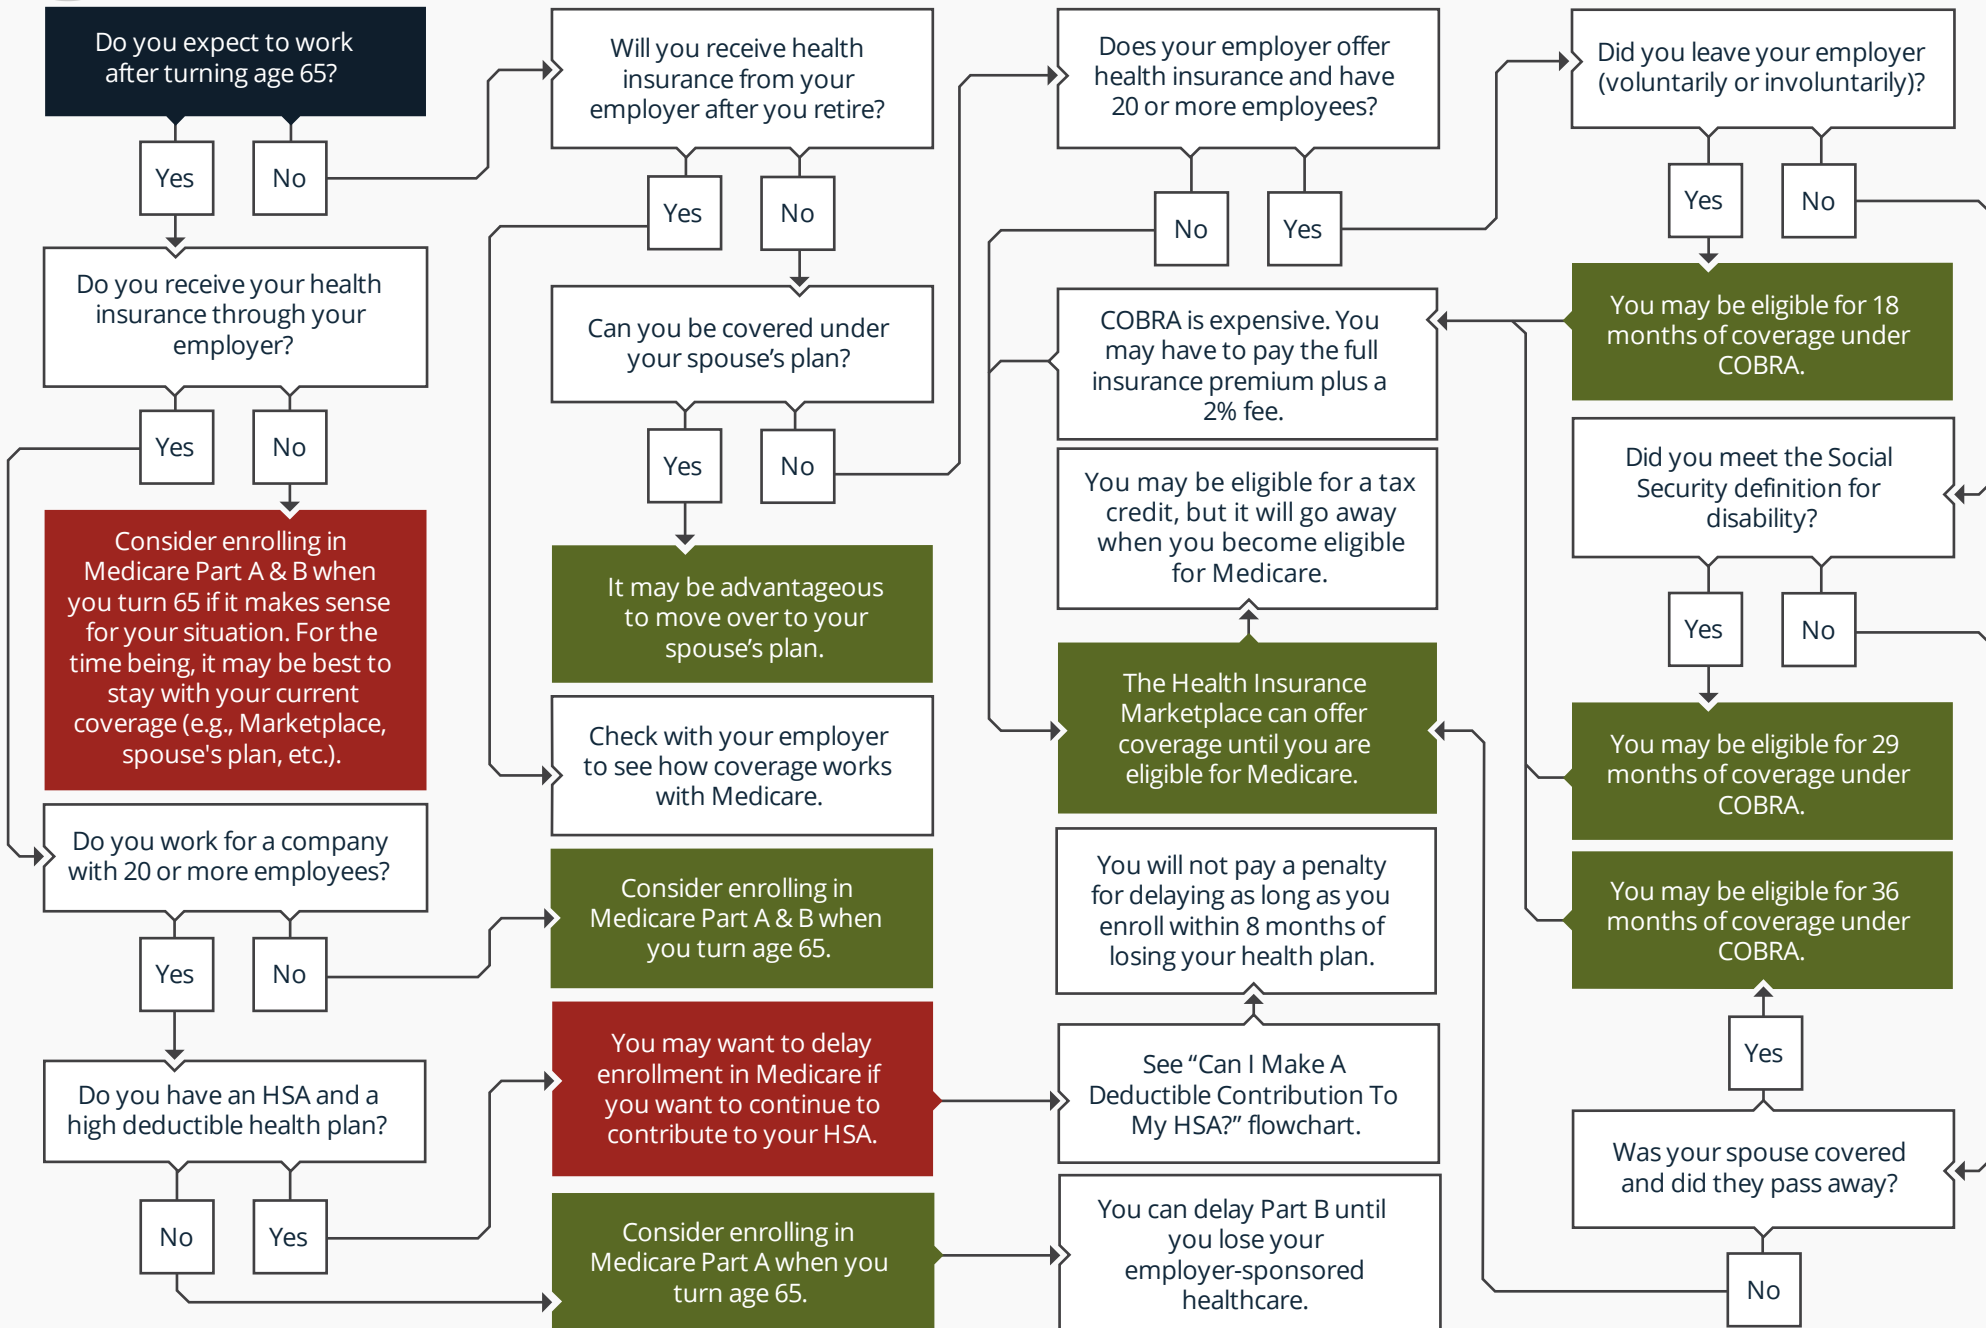 Do you expect to work
after turning age 65?
Yes
No
Do you receive your health
insurance through your
employer?
Yes
No
Consider enrolling in
Medicare Part A & B when
you turn 65 if it makes sense
for your situation. For the
time being, it may be best to
stay with your current
coverage (e.g., Marketplace,
spouse's plan, etc.).
Do you work for a company
with 20 or more employees?
Yes
No
Do you have an HSA and a
high deductible health plan?
No
Yes
Will you receive health
insurance from your
employer after you retire?
Yes
No
Can you be covered under
your spouse’s plan?
Yes
No
It may be advantageous
to move over to your
spouse’s plan.
Check with your employer
to see how coverage works
with Medicare.
Consider enrolling in
Medicare Part A & B when
you turn age 65.
You may want to delay
enrollment in Medicare if
you want to continue to
contribute to your HSA.
Consider enrolling in
Medicare Part A when you
turn age 65.
Does your employer offer
health insurance and have
20 or more employees?
No
Yes
COBRA is expensive. You
may have to pay the full
insurance premium plus a
2% fee.
You may be eligible for a tax
credit, but it will go away
when you become eligible
for Medicare.
The Health Insurance
Marketplace can offer
coverage until you are
eligible for Medicare.
You will not pay a penalty
for delaying as long as you
enroll within 8 months of
losing your health plan.
See “Can I Make A
Deductible Contribution To
My HSA?” flowchart.
You can delay Part B until
you lose your
employer-sponsored
healthcare.
Did you leave your employer
(voluntarily or involuntarily)?
Yes
No
You may be eligible for 18
months of coverage under
COBRA.
Did you meet the Social
Security definition for
disability?
Yes
No
You may be eligible for 29
months of coverage under
COBRA.
You may be eligible for 36
months of coverage under
COBRA.
Yes
Was your spouse covered
and did they pass away?
No